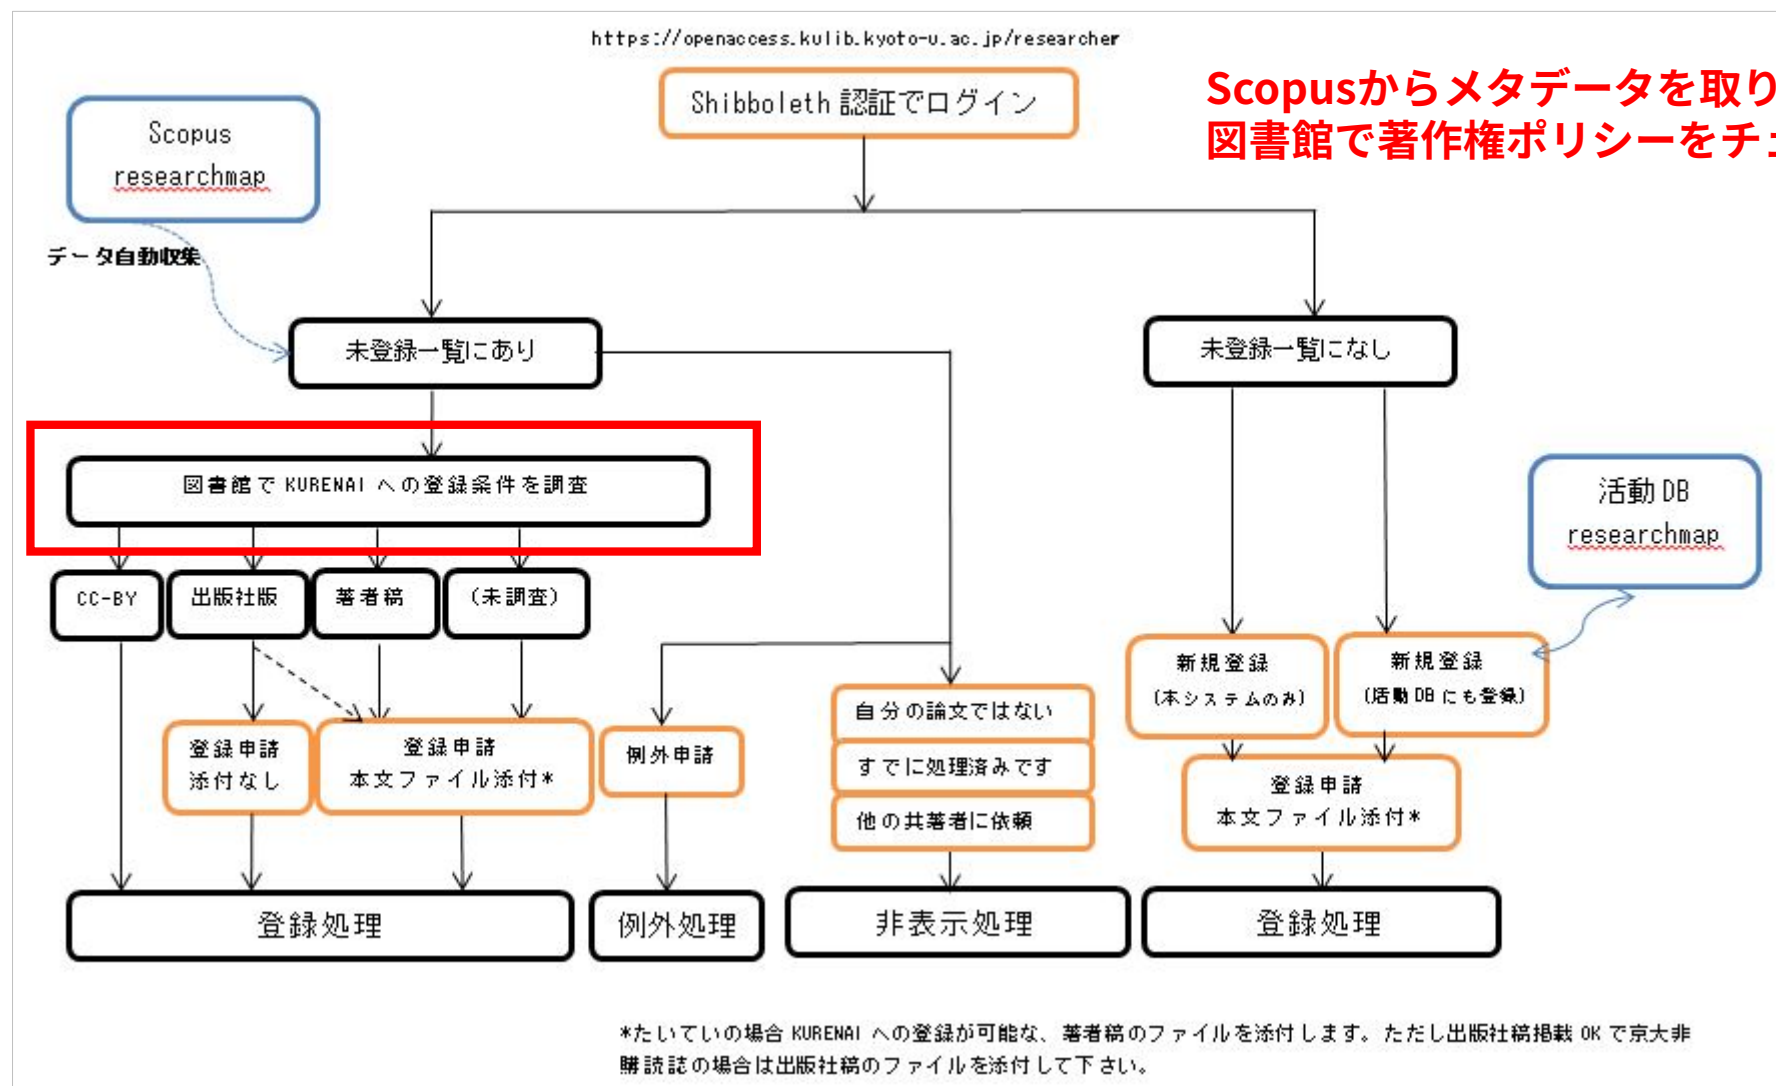 https://openaccess.kulib.kyoto-u.ac.jp/researcher
Shibboleth 認証でログイン
Scopusからメタデータを取り
図書館で著作権ポリシーをチェ
Scopus
researchmap
データ自動収集
未登録一覧にあり
未登録一覧になし
図書館で KURENAI への登録条件を調査
活動 DB
researchmap
CC-BY
出版社版
著者稿
(未調査)
新規登録
(本システムのみ)
新規登録
(活動 DB にも登録)
自分の論文ではない
すでに処理済みです
他の共著者に依頼
登録申請
添付なし
登録申請
本文ファイル添付*
例外申請
登録申請
本文ファイル添付*
登録処理
例外処理
非表示処理
登録処理
*たいていの場合 KURENAI への登録が可能な、著者稿のファイルを添付します。ただし出版社稿掲載 OK で京大非
購読誌の場合は出版社稿のファイルを添付して下さい。